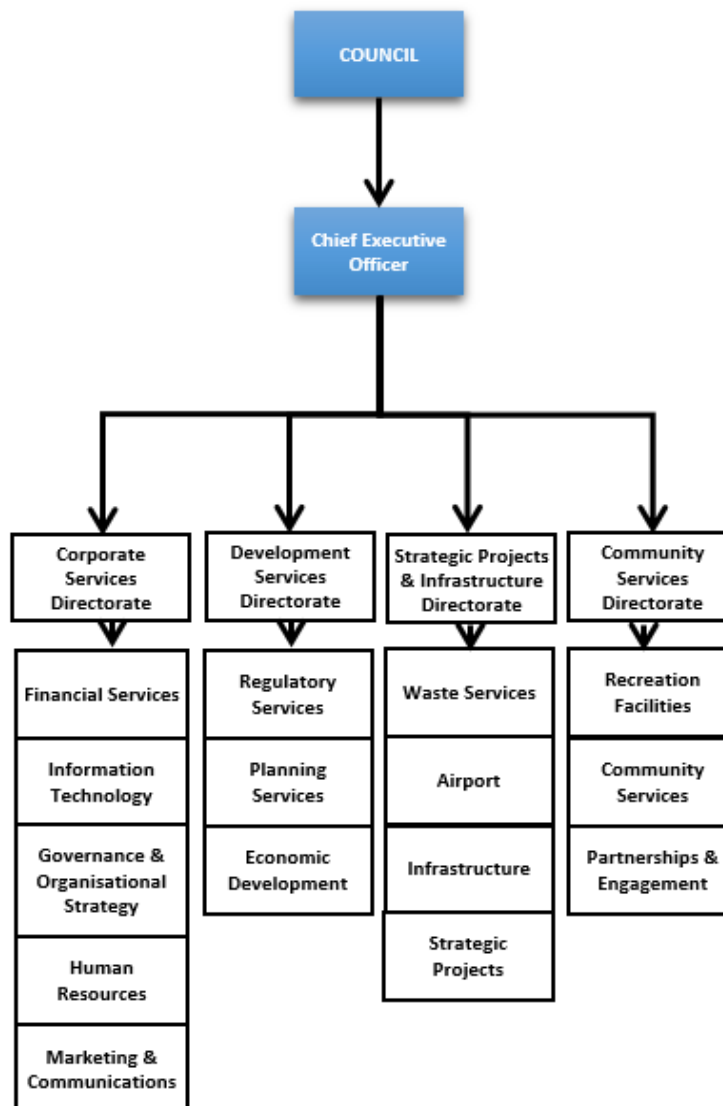 COUNCIL
Chief Executive
Officer
Corporate
Services
Directorate
Development
Services
Directorate
Strategic Projects
& Infrastructure
Directorate
Community
Services
Directorate
Financial Services
Information
Technology
Governance &
Organisational
Strategy
Human
Resources
Marketing &
Communications
Regulatory
Services
Planning
Services
Economic
Development
Waste Services
Airport
Infrastructure
Strategic
Projects
Recreation
Facilities
Community
Services
Partnerships &
Engagement